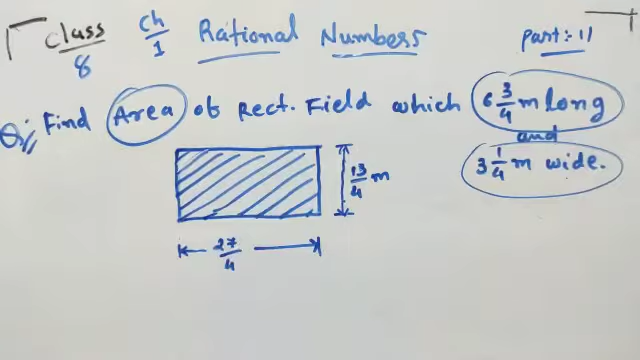 Class 8 ch 1 Rational Numbers part:- 11
Q:- Find Area of Rect. Field which 6 3/4 m long
and
3 1/4 m wide.
13/4 m
27/4